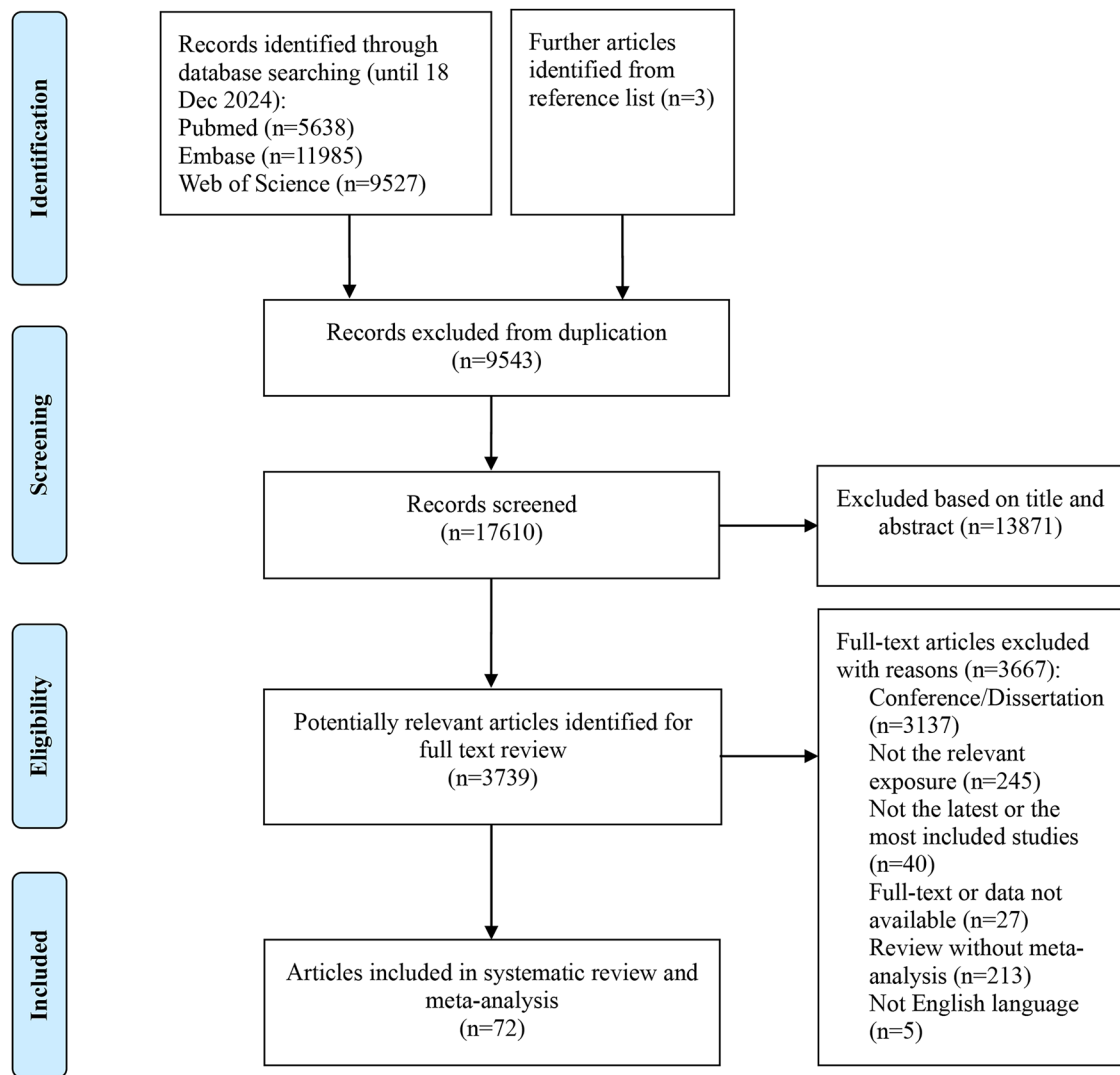 Identification
Records identified through
database searching (until 18
Dec 2024):
Pubmed (n=5638)
Embase (n=11985)
Web of Science (n=9527)
Further articles
identified from
reference list (n=3)
Screening
Records excluded from duplication
(n=9543)
Records screened
(n=17610)
Excluded based on title and
abstract (n=13871)
Eligibility
Potentially relevant articles identified for
full text review
(n=3739)
Full-text articles excluded
with reasons (n=3667):
Conference/Dissertation
(n=3137)
Not the relevant
exposure (n=245)
Not the latest or the
most included studies
(n=40)
Full-text or data not
available (n=27)
Review without meta-
analysis (n=213)
Not English language
(n=5)
Included
Articles included in systematic review and
meta-analysis
(n=72)